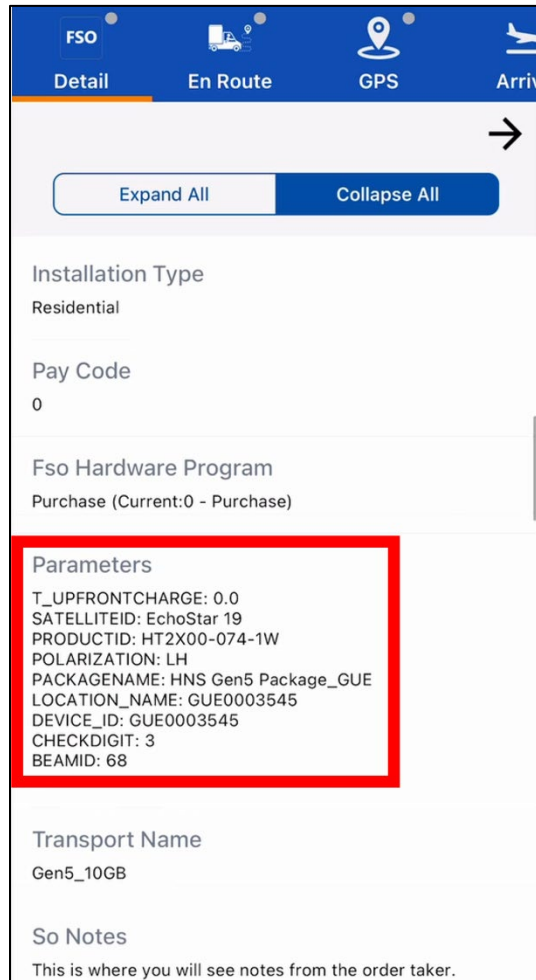 FSO
Detail
En Route
GPS
Arriv
Expand All
Collapse All
Installation Type
Residential
Pay Code
0
Fso Hardware Program
Purchase (Current:0 - Purchase)
Parameters
T_UPFRONTCHARGE: 0.0
SATELLITEID: EchoStar 19
PRODUCTID: HT2X00-074-1W
POLARIZATION: LH
PACKAGENAME: HNS Gen5 Package_GUE
LOCATION_NAME: GUE0003545
DEVICE_ID: GUE0003545
CHECKDIGIT: 3
BEAMID: 68
Transport Name
Gen5_10GB
So Notes
This is where you will see notes from the order taker.